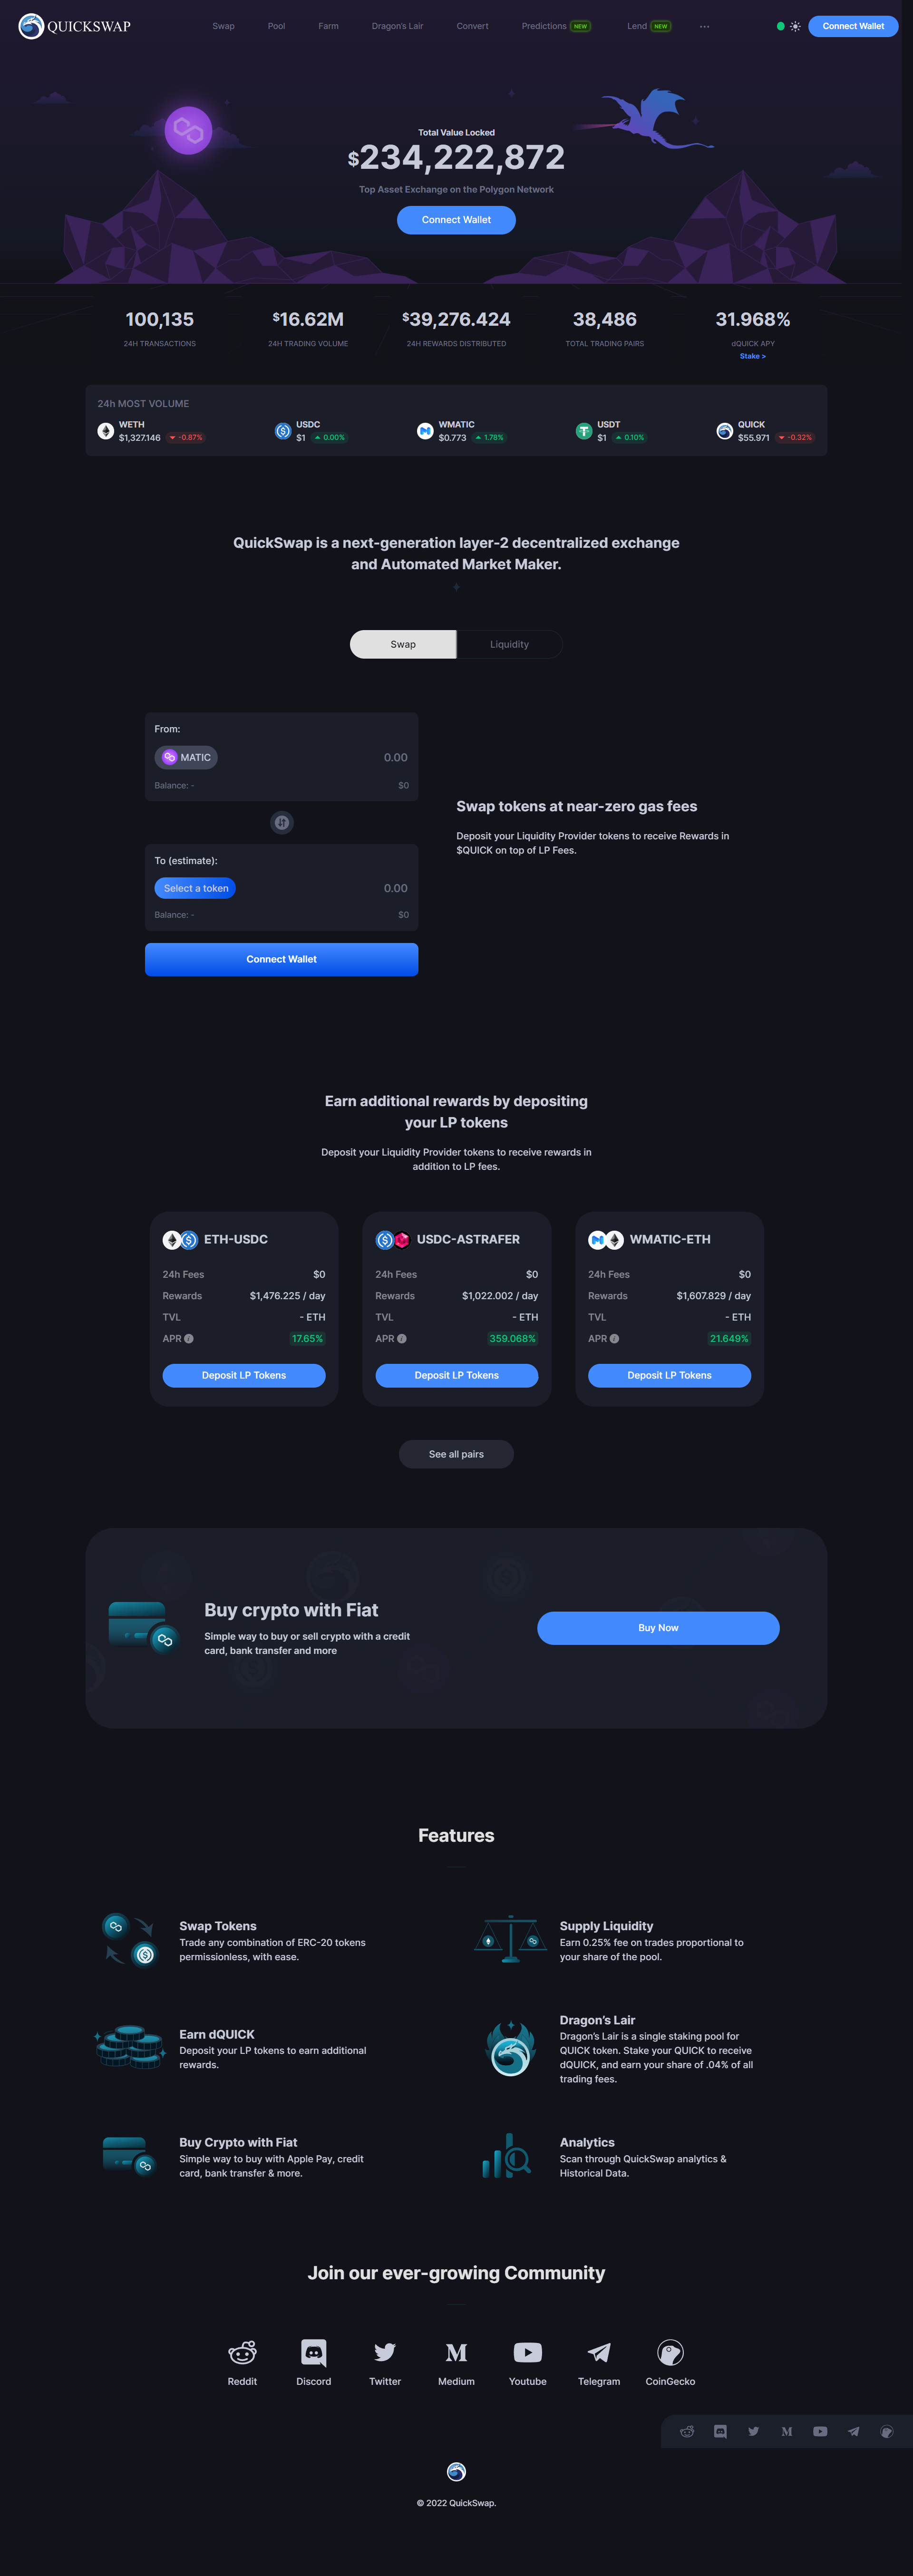 QUICKSWAP
Swap
Pool
Farm
Dragon's Lair
Convert
Predictions NEW
Lend NEW
Connect Wallet
Total Value Locked
$234,222,872
Top Asset Exchange on the Polygon Network
Connect Wallet
100,135
24H TRANSACTIONS
$16.62M
24H TRADING VOLUME
$39,276.424
24H REWARDS DISTRIBUTED
38,486
TOTAL TRADING PAIRS
31.968%
dQUICK APY
Stake >
24h MOST VOLUME
WETH
$1,327.146 -0.87%
USDC
$1 0.00%
WMATIC
$0.773 1.78%
USDT
$1 0.10%
QUICK
$55.971 -0.32%
QuickSwap is a next-generation layer-2 decentralized exchange
and Automated Market Maker.
Swap
Liquidity
From:
MATIC 0.00
Balance: - $0
To (estimate):
Select a token 0.00
Balance: - $0
Connect Wallet
Swap tokens at near-zero gas fees
Deposit your Liquidity Provider tokens to receive Rewards in
$QUICK on top of LP Fees.
Earn additional rewards by depositing
your LP tokens
Deposit your Liquidity Provider tokens to receive rewards in
addition to LP fees.
ETH-USDC
24h Fees $0
Rewards $1,476.225 / day
TVL - ETH
APR 17.65%
Deposit LP Tokens
USDC-ASTRAFER
24h Fees $0
Rewards $1,022.002 / day
TVL - ETH
APR 359.068%
Deposit LP Tokens
WMATIC-ETH
24h Fees $0
Rewards $1,607.829 / day
TVL - ETH
APR 21.649%
Deposit LP Tokens
See all pairs
Buy crypto with Fiat
Simple way to buy or sell crypto with a credit
card, bank transfer and more
Buy Now
Features
Swap Tokens
Trade any combination of ERC-20 tokens
permissionless, with ease.
Supply Liquidity
Earn 0.25% fee on trades proportional to
your share of the pool.
Earn dQUICK
Deposit your LP tokens to earn additional
rewards.
Dragon's Lair
Dragon's Lair is a single staking pool for
QUICK token. Stake your QUICK to receive
dQUICK, and earn your share of .04% of all
trading fees.
Buy Crypto with Fiat
Simple way to buy with Apple Pay, credit
card, bank transfer & more.
Analytics
Scan through QuickSwap analytics &
Historical Data.
Join our ever-growing Community
Reddit
Discord
Twitter
Medium
Youtube
Telegram
CoinGecko
© 2022 QuickSwap.